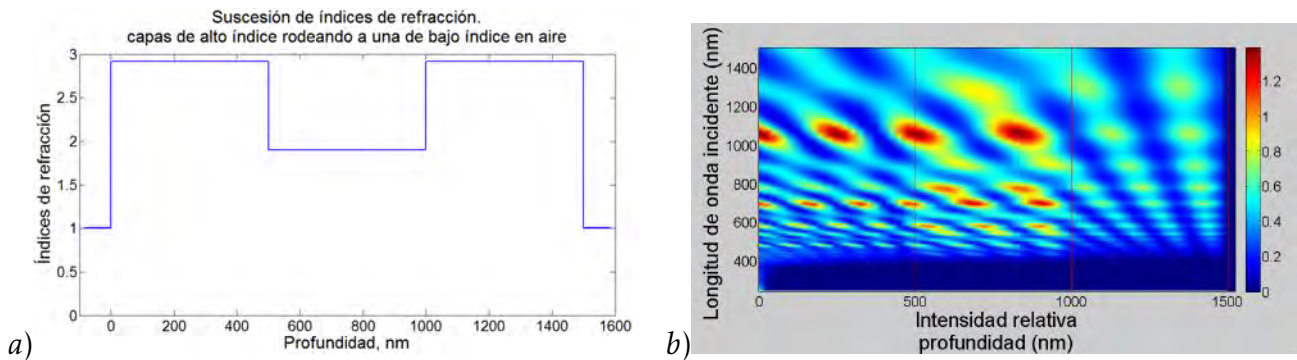 Suscesión de índices de refracción.
capas de alto índice rodeando a una de bajo índice en aire
Índices de refracción
3
2.5
2
1.5
1
0.5
0
0 200 400 600 800 1000 1200 1400 1600
Profundidad, nm
a)
Longitud de onda incidente (nm)
1400
1200
1000
800
600
400
0 500 1000 1500
Intensidad relativa
profundidad (nm)
1.2
1
0.8
0.6
0.4
0.2
0
b)